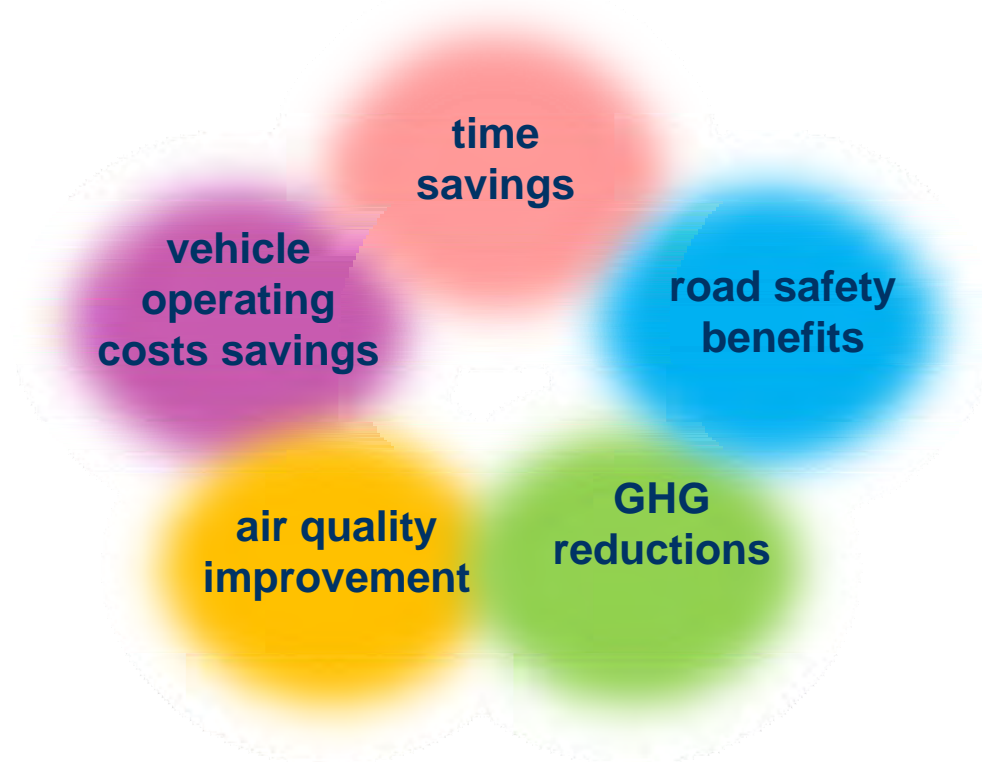 time
savings
vehicle
operating
costs savings
road safety
benefits
GHG
reductions
air quality
improvement